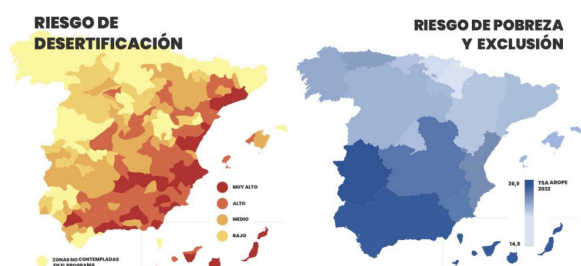 RIESGO DE
DESERTIFICACIÓN
MUY ALTO
ALTO
MEDIO
BAJO
ZONAS NO CONTEMPLADAS
EN EL PROGRAMA
RIESGO DE POBREZA
Y EXCLUSIÓN
36,9
TSA AROPE
2022
14,5